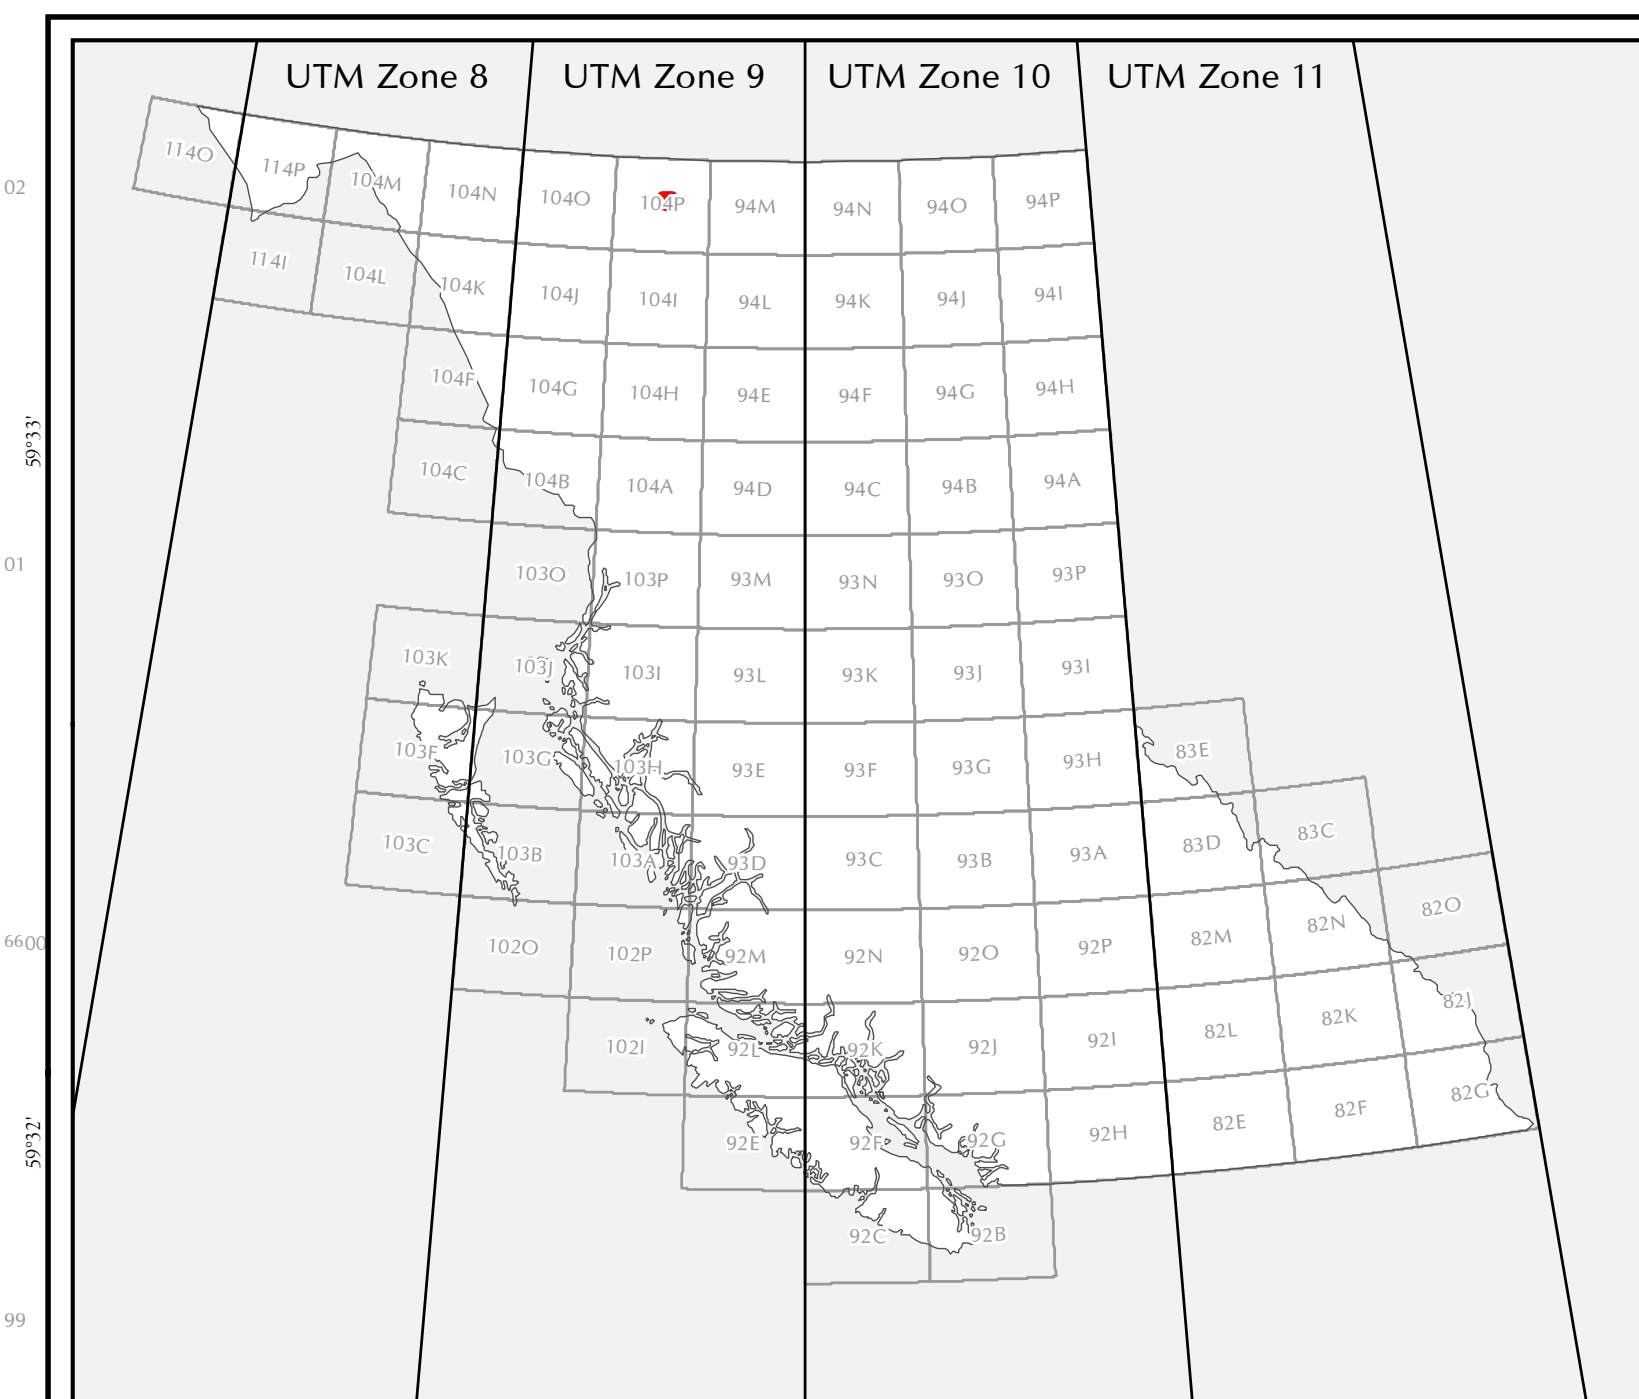 UTM Zone 8 UTM Zone 9 UTM Zone 10 UTM Zone 11
114O 114P 104M 104N 104O 104P 94M 94N 94O 94P
02
114I 104L 104K 104J 104I 94L 94K 94J 94I
104F 104G 104H 94E 94F 94G 94H
59°33'
104C 104B 104A 94D 94C 94B 94A
01
103O 103P 93M 93N 93O 93P
103K 103J 103I 93L 93K 93J 93I
103F 103G 103H 93E 93F 93G 93H 83E
103C 103B 103A 93D 93C 93B 93A 83D 83C
6600
102O 102P 92M 92N 92O 92P 82M 82N 82O
102I 92L 92K 92J 92I 82L 82K 82J
59°32'
92E 92F 92G 92H 82E 82F 82G
92C 92B
99